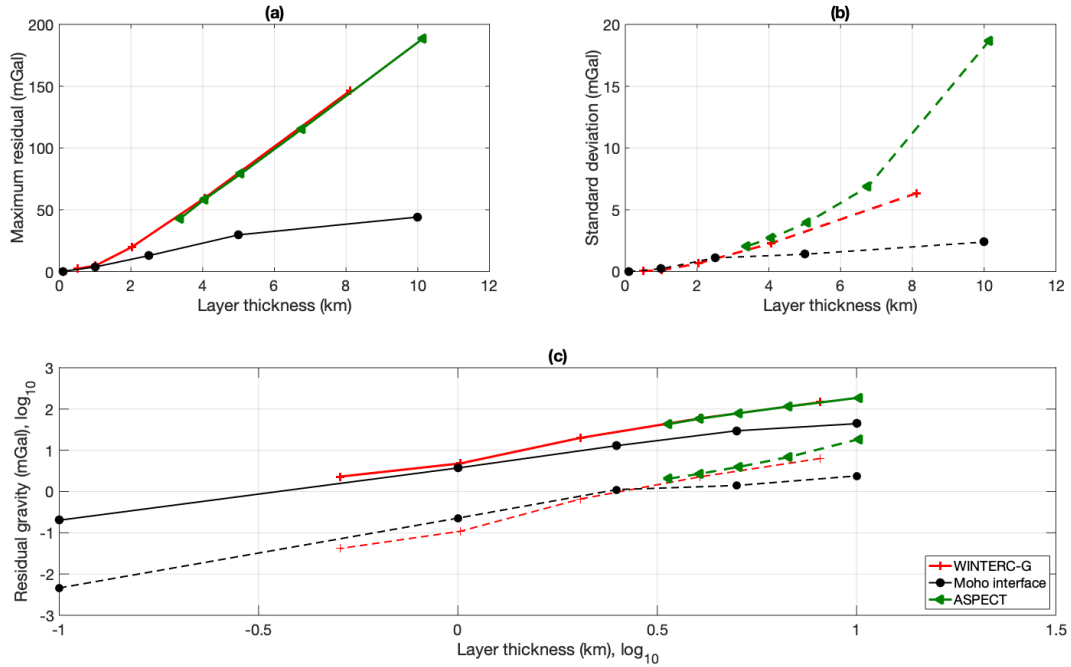 (a)
Maximum residual (mGal)
200
150
100
50
0
0 2 4 6 8 10 12
Layer thickness (km)
(b)
Standard deviation (mGal)
20
15
10
5
0
0 2 4 6 8 10 12
Layer thickness (km)
(c)
Residual gravity (mGal), log10
3
2
1
0
-1
-2
-3
-1 -0.5 0 0.5 1 1.5
Layer thickness (km), log10
WINTERC-G
Moho interface
ASPECT